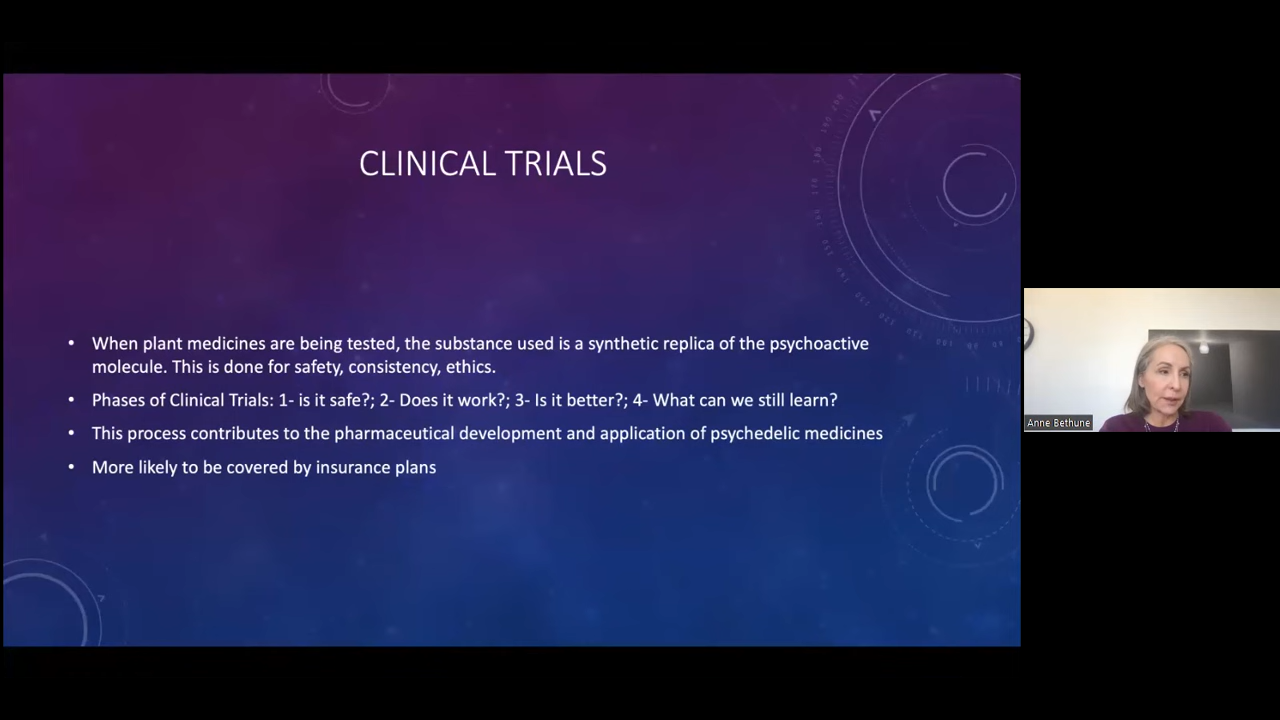 CLINICAL TRIALS
• When plant medicines are being tested, the substance used is a synthetic replica of the psychoactive
molecule. This is done for safety, consistency, ethics.
• Phases of Clinical Trials: 1- is it safe?; 2- Does it work?; 3- Is it better?; 4- What can we still learn?
• This process contributes to the pharmaceutical development and application of psychedelic medicines
• More likely to be covered by insurance plans
Anne Bethune